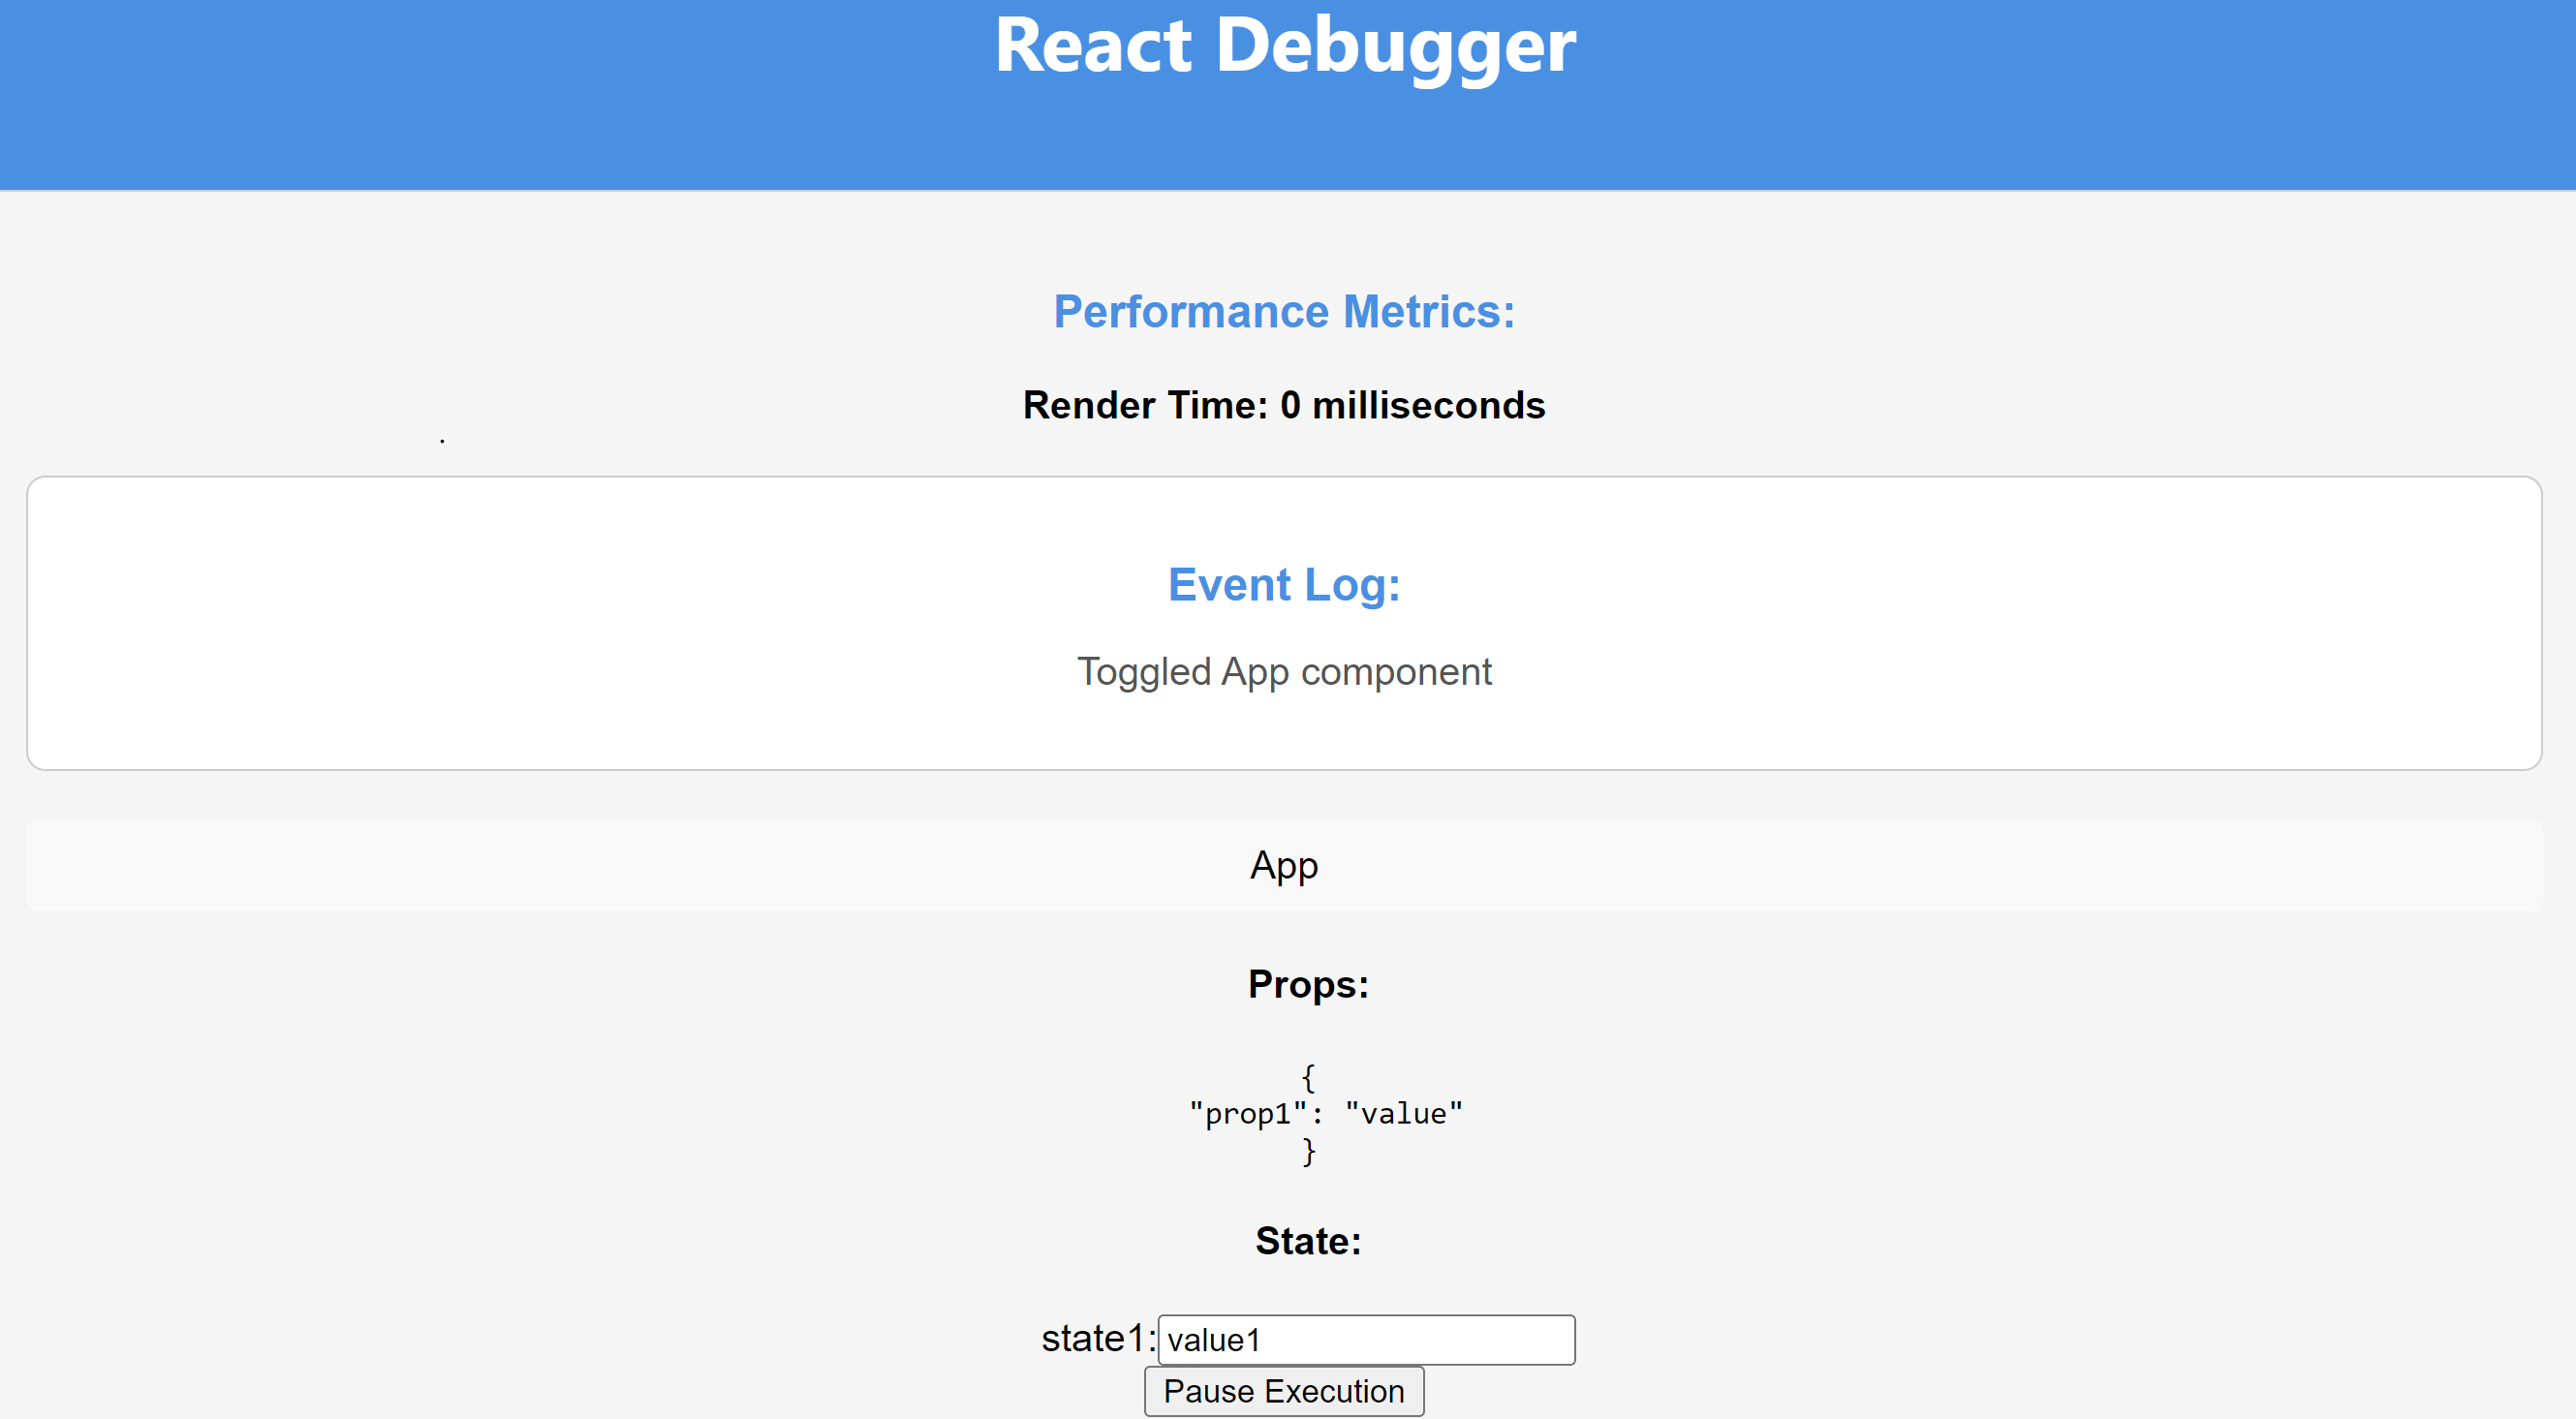 React Debugger
Performance Metrics:
Render Time: 0 milliseconds
Event Log:
Toggled App component
App
Props:
{
"prop1": "value"
}
State:
state1: value1
Pause Execution